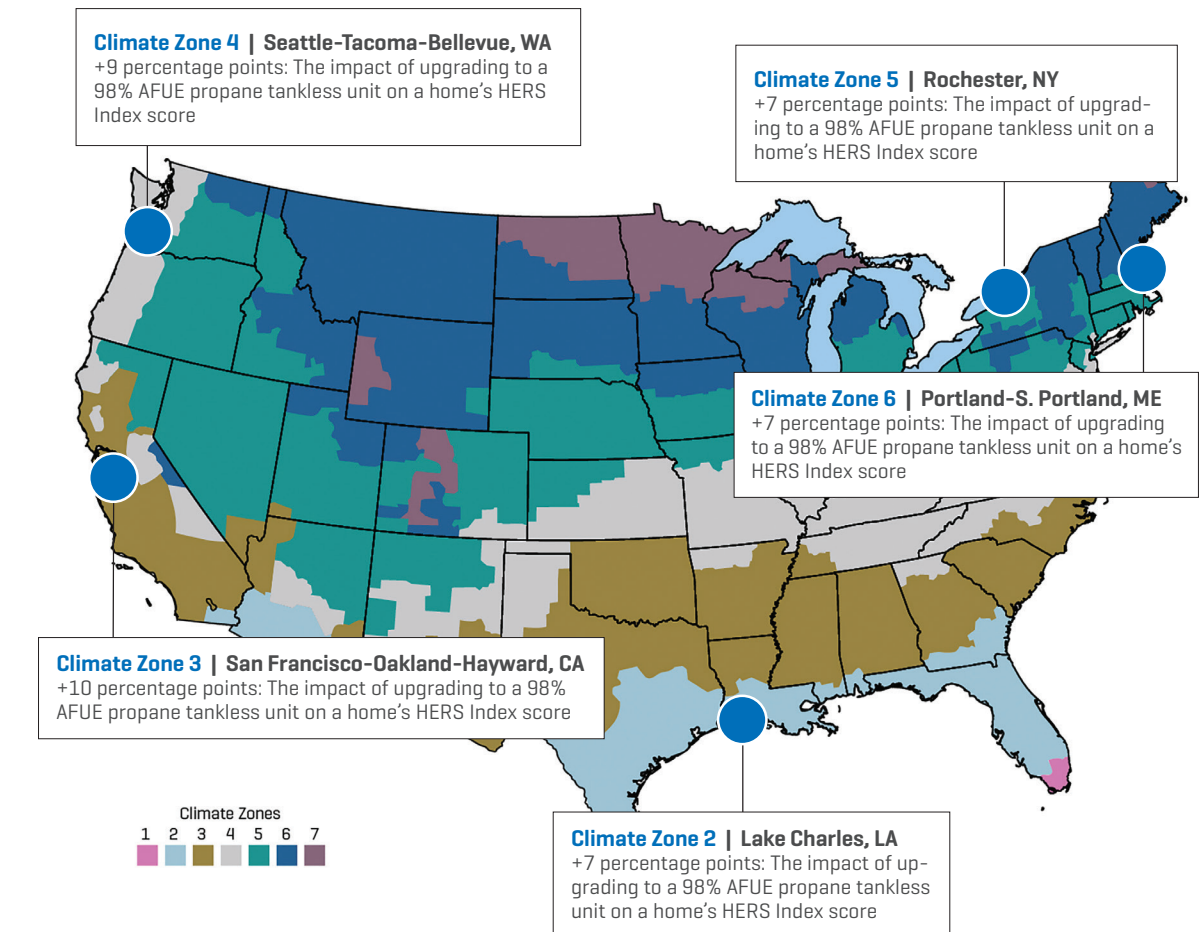 Climate Zone 4 | Seattle-Tacoma-Bellevue, WA
+9 percentage points: The impact of upgrading to a
98% AFUE propane tankless unit on a home's HERS
Index score
Climate Zone 5 | Rochester, NY
+7 percentage points: The impact of upgrad-
ing to a 98% AFUE propane tankless unit on a
home's HERS Index score
Climate Zone 6 | Portland-S. Portland, ME
+7 percentage points: The impact of upgrading
to a 98% AFUE propane tankless unit on a home's
HERS Index score
Climate Zone 3 | San Francisco-Oakland-Hayward, CA
+10 percentage points: The impact of upgrading to a 98%
AFUE propane tankless unit on a home's HERS Index score
Climate Zones
1 2 3 4 5 6 7
Climate Zone 2 | Lake Charles, LA
+7 percentage points: The impact of up-
grading to a 98% AFUE propane tankless
unit on a home's HERS Index score